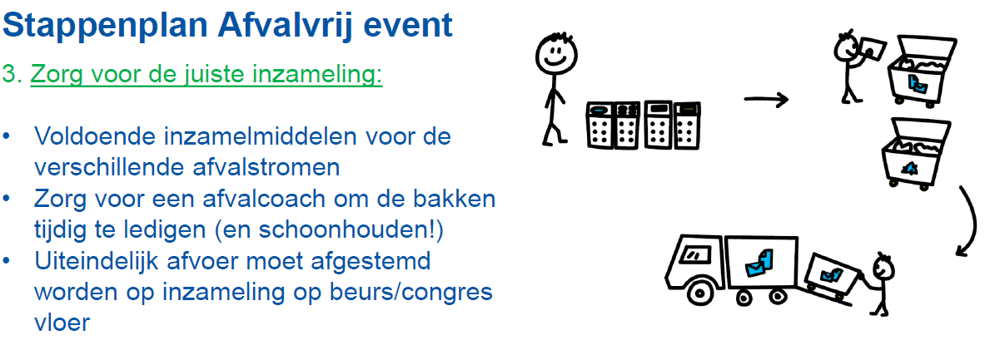 Stappenplan Afvalvrij event
3. Zorg voor de juiste inzameling:
• Voldoende inzamelmiddelen voor de
verschillende afvalstromen
• Zorg voor een afvalcoach om de bakken
tijdig te ledigen (en schoonhouden!)
• Uiteindelijk afvoer moet afgestemd
worden op inzameling op beurs/congres
vloer